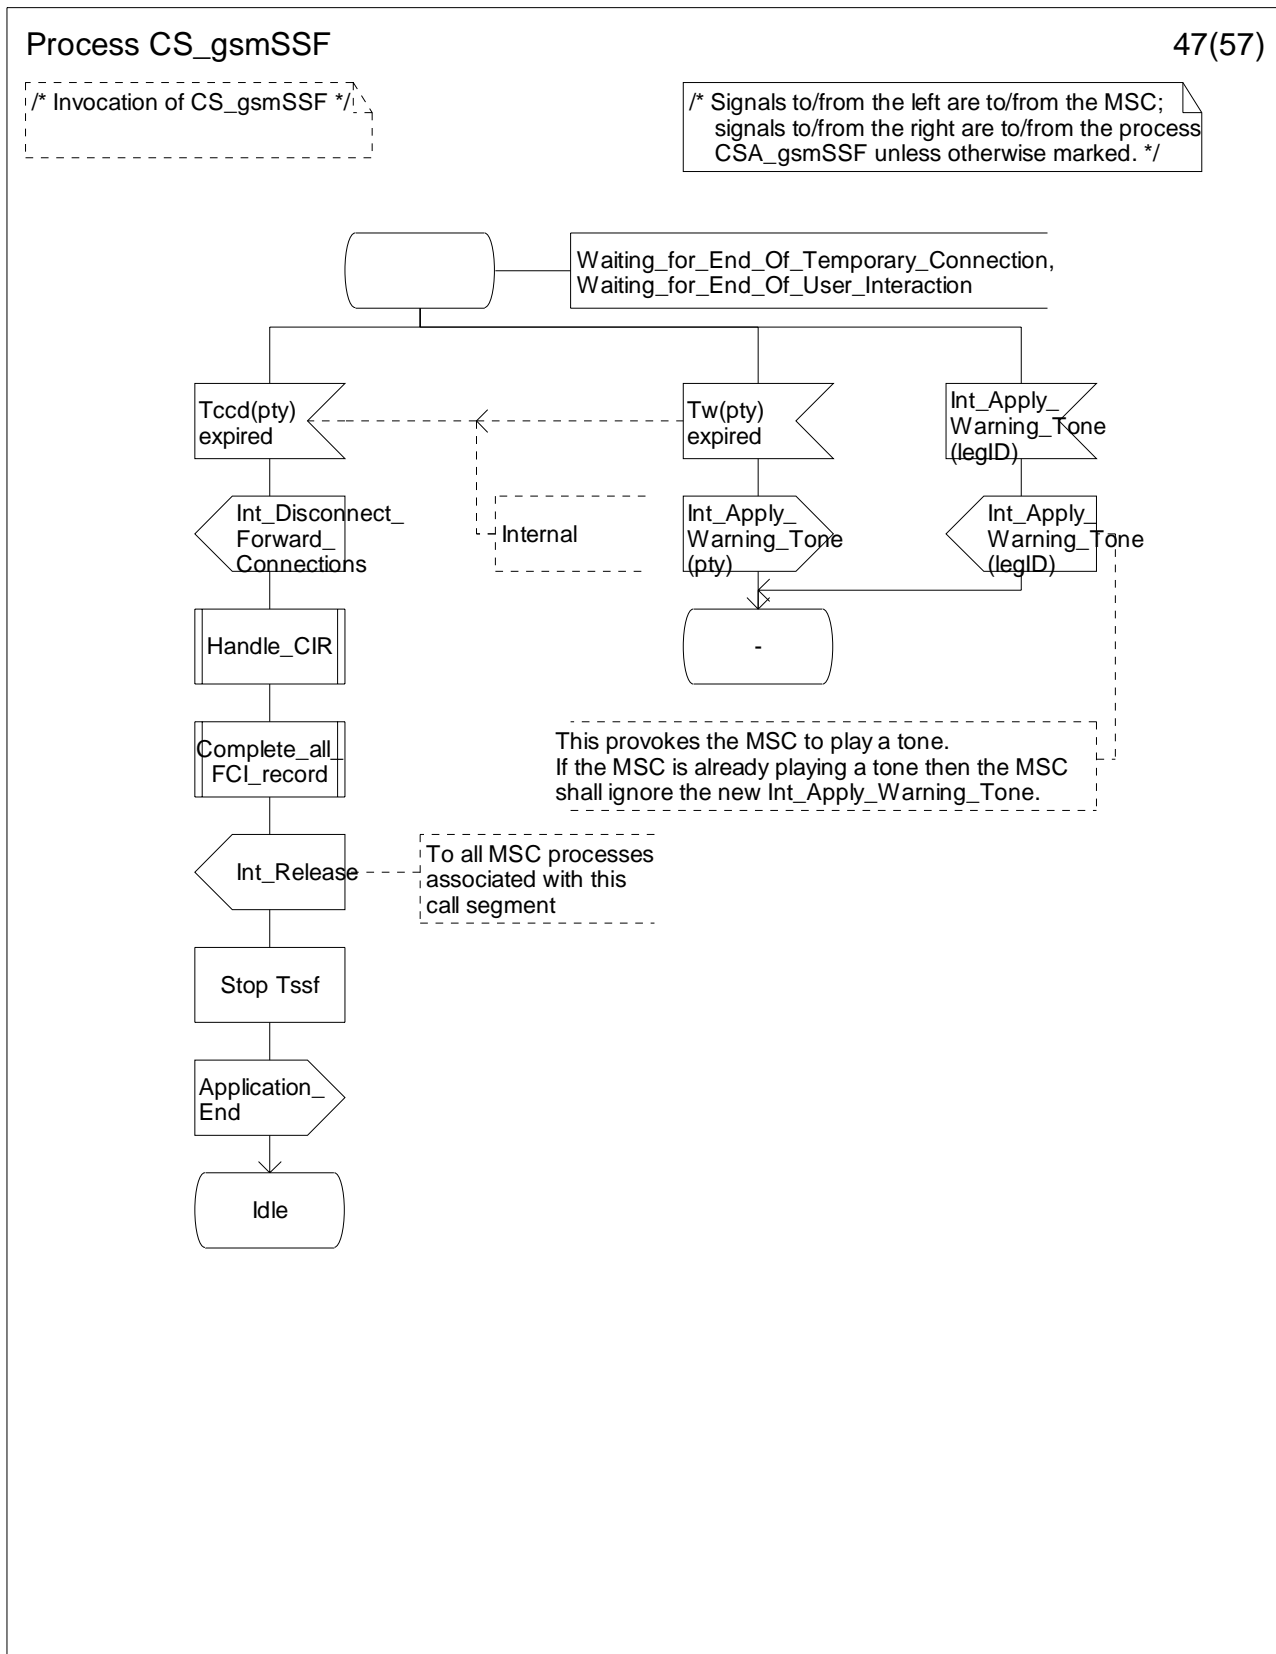 Process CS_gsmSSF
47(57)
/* Invocation of CS_gsmSSF */
/* Signals to/from the left are to/from the MSC;
signals to/from the right are to/from the process
CSA_gsmSSF unless otherwise marked. */
Waiting_for_End_Of_Temporary_Connection,
Waiting_for_End_Of_User_Interaction
Tccd(pty)
expired
Tw(pty)
expired
Int_Apply_
Warning_Tone
(legID)
Int_Disconnect_
Forward_
Connections
Internal
Int_Apply_
Warning_Tone
(pty)
Int_Apply_
Warning_Tone
(legID)
Handle_CIR
-
Complete_all_
FCI_record
This provokes the MSC to play a tone.
If the MSC is already playing a tone then the MSC
shall ignore the new Int_Apply_Warning_Tone.
Int_Release
To all MSC processes
associated with this
call segment
Stop Tssf
Application_
End
Idle